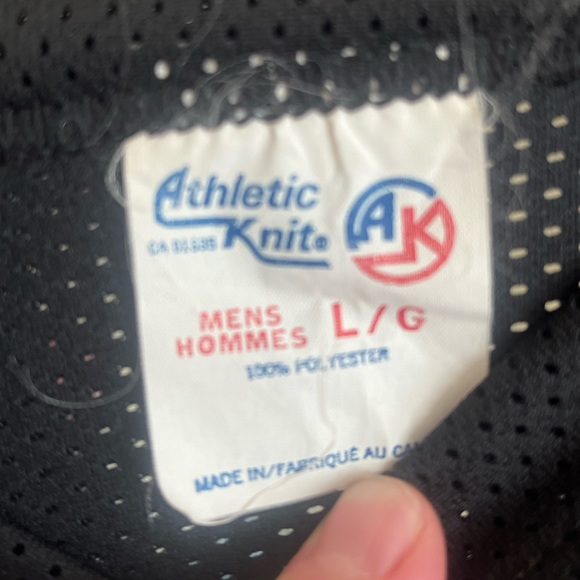 Athletic
Knit®
AK
MENS
HOMMES
L/G
100% POLYESTER
MADE IN/FABRIQUÉ AU